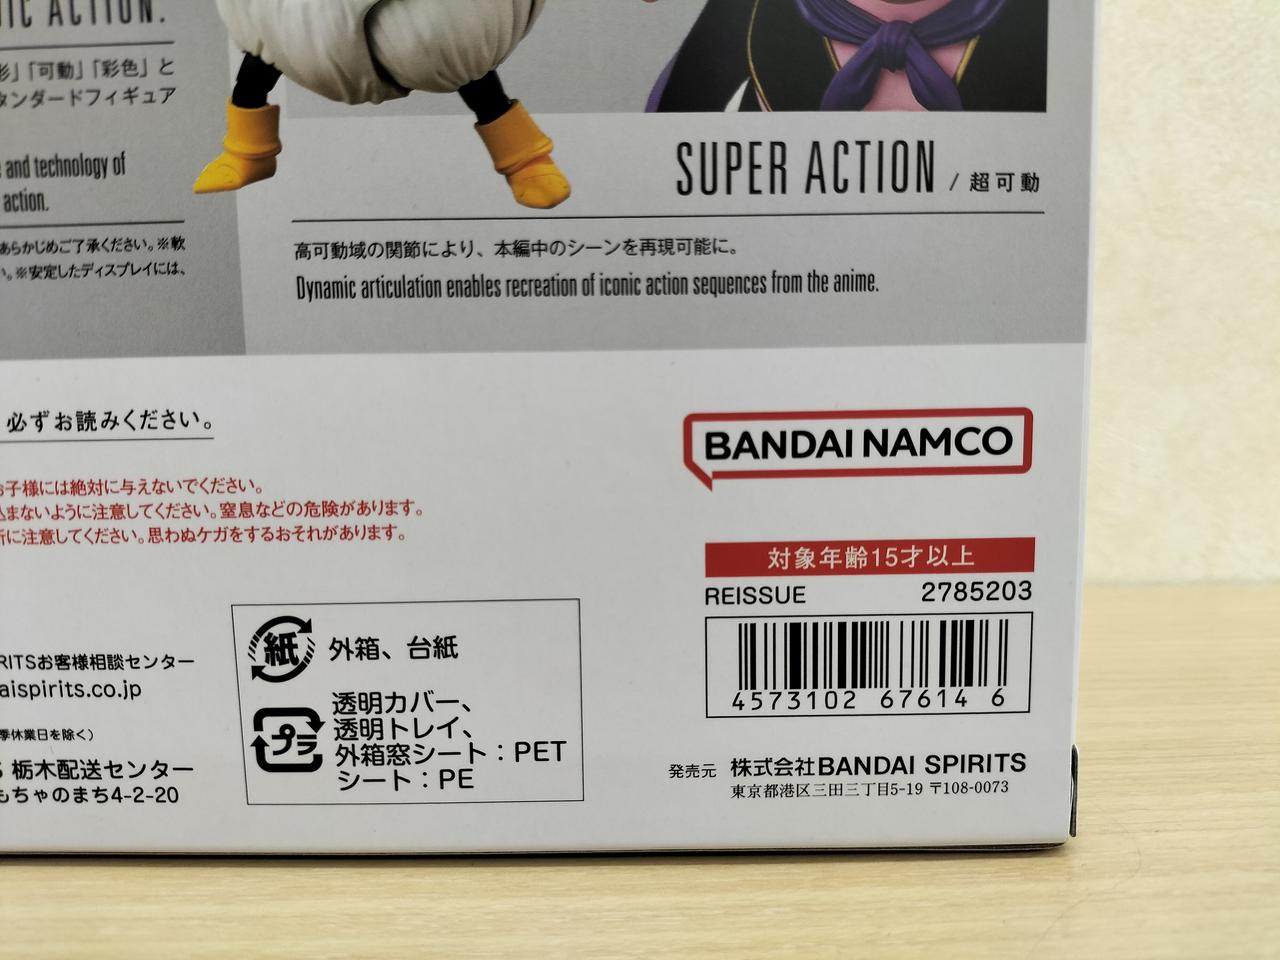 IC ACTION.
」「可動」「彩色」と
タンダードフィギュア
and technology of
action.
あらかじめご了承ください。※軟
い。※安定したディスプレイには、
SUPER ACTION / 超可動
高可動域の関節により、本編中のシーンを再現可能に。
Dynamic articulation enables recreation of iconic action sequences from the anime.
必ずお読みください。
お子様には絶対に与えないでください。
込まないように注意してください。窒息などの危険があります。
所に注意してください。思わぬケガをするおそれがあります。
BANDAI NAMCO
対象年齢15才以上
REISSUE 2785203
4573102 67614 6
発売元 株式会社BANDAI SPIRITS
東京都港区三田三丁目5-19 〒108-0073
紙 外箱、台紙
プラ 透明カバー、
透明トレイ、
外箱窓シート：PET
シート：PE
RITSお客様相談センター
aispirits.co.jp
季休業日を除く）
栃木配送センター
もちゃのまち4-2-20